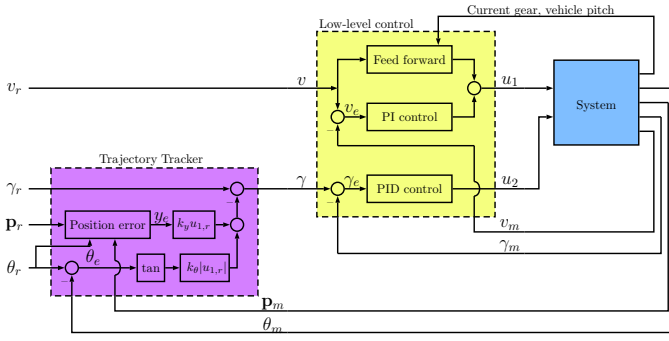 Current gear, vehicle pitch
Low-level control
Feed forward
v_r
v
u_1
System
v_e
PI control
−
Trajectory Tracker
γ_r
γ
γ_e
PID control
u_2
−
−
p_r
Position error
y_e
k_y u_{1,r}
v_m
γ_m
θ_r
θ_e
tan
k_θ|u_{1,r}|
−
p_m
θ_m